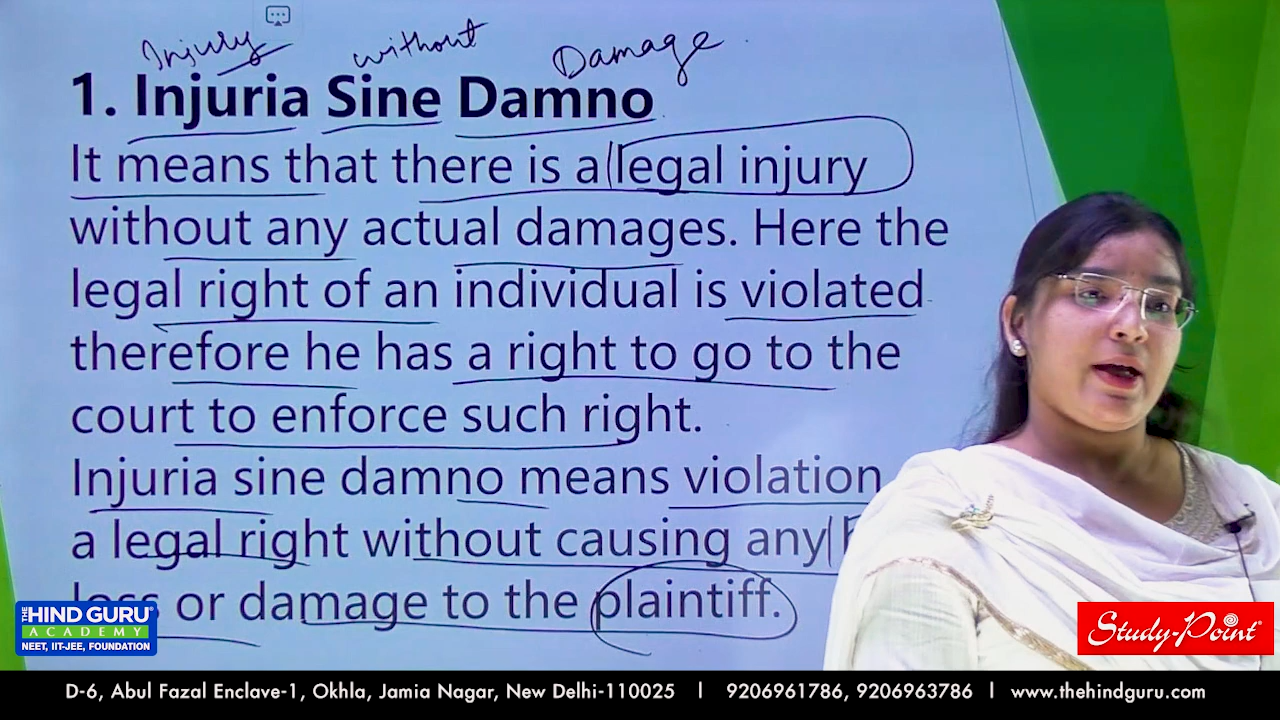 Injury without Damage
1. Injuria Sine Damno
It means that there is a legal injury
without any actual damages. Here the
legal right of an individual is violated
therefore he has a right to go to the
court to enforce such right.
Injuria sine damno means violation
a legal right without causing any
loss or damage to the plaintiff.
THE HIND GURU
ACADEMY
NEET, IIT-JEE, FOUNDATION
Study-Point
D-6, Abul Fazal Enclave-1, Okhla, Jamia Nagar, New Delhi-110025 | 9206961786, 9206963786 | www.thehindguru.com